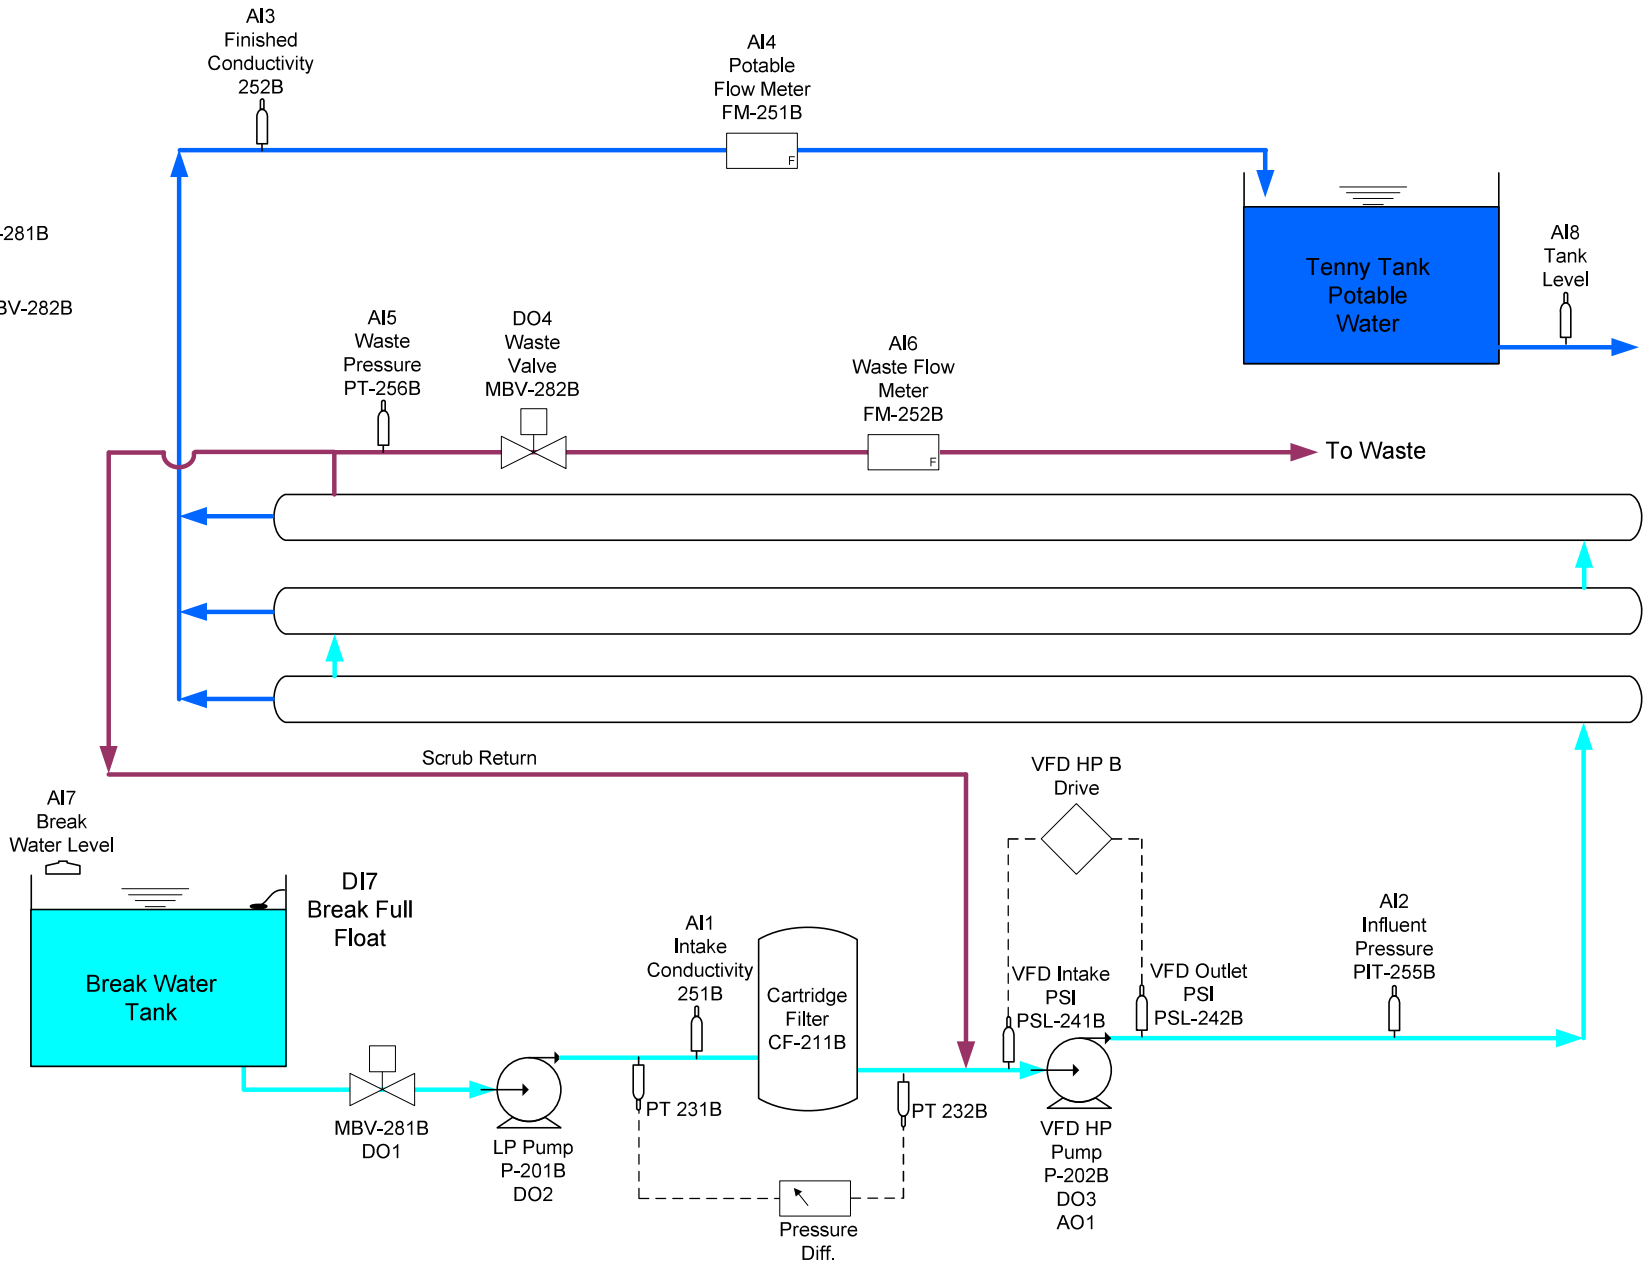 AI3
Finished
Conductivity
252B
AI4
Potable
Flow Meter
FM-251B
F
-281B
BV-282B
Tenny Tank
Potable
Water
AI8
Tank
Level
AI5
Waste
Pressure
PT-256B
DO4
Waste
Valve
MBV-282B
AI6
Waste Flow
Meter
FM-252B
F
To Waste
Scrub Return
VFD HP B
Drive
AI7
Break
Water Level
DI7
Break Full
Float
Break Water
Tank
AI1
Intake
Conductivity
251B
Cartridge
Filter
CF-211B
VFD Intake
PSI
PSL-241B
VFD Outlet
PSI
PSL-242B
AI2
Influent
Pressure
PIT-255B
MBV-281B
DO1
LP Pump
P-201B
DO2
PT 231B
PT 232B
Pressure
Diff.
VFD HP
Pump
P-202B
DO3
AO1